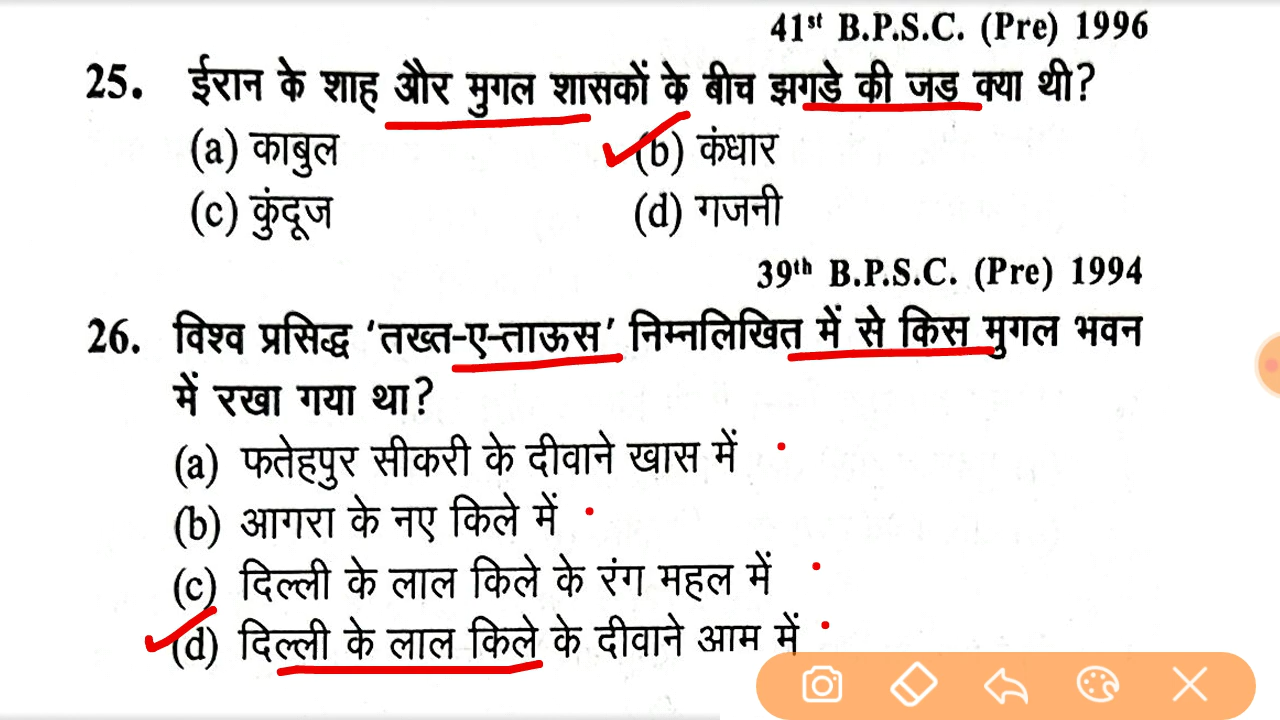 41st B.P.S.C. (Pre) 1996
25. ईरान के शाह और मुगल शासकों के बीच झगडे की जड क्या थी?
(a) काबुल (b) कंधार
(c) कुंदूज (d) गजनी
39th B.P.S.C. (Pre) 1994
26. विश्व प्रसिद्ध 'तख्त-ए-ताऊस' निम्नलिखित में से किस मुगल भवन
में रखा गया था?
(a) फतेहपुर सीकरी के दीवाने खास में
(b) आगरा के नए किले में
(c) दिल्ली के लाल किले के रंग महल में
(d) दिल्ली के लाल किले के दीवाने आम में